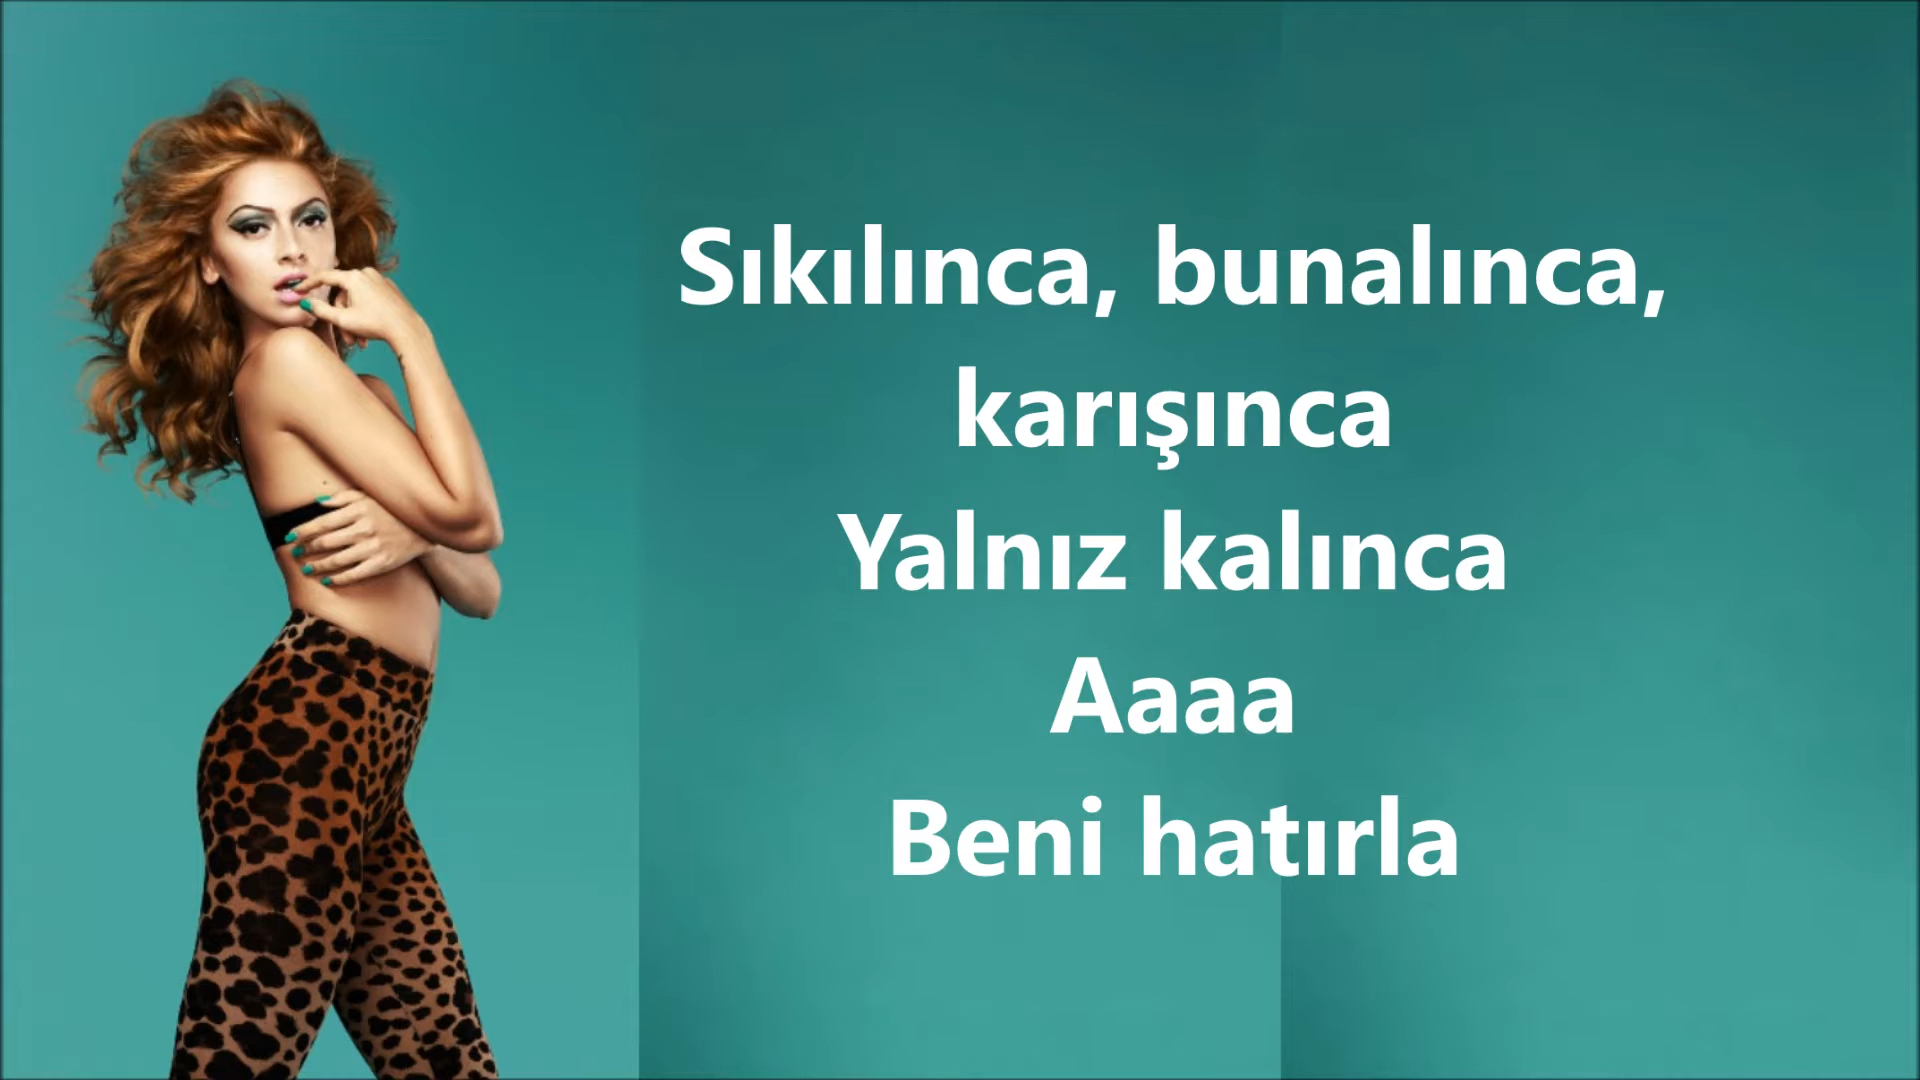 Sıkılınca, bunalınca,
karışınca
Yalnız kalınca
Aaaa
Beni hatırla